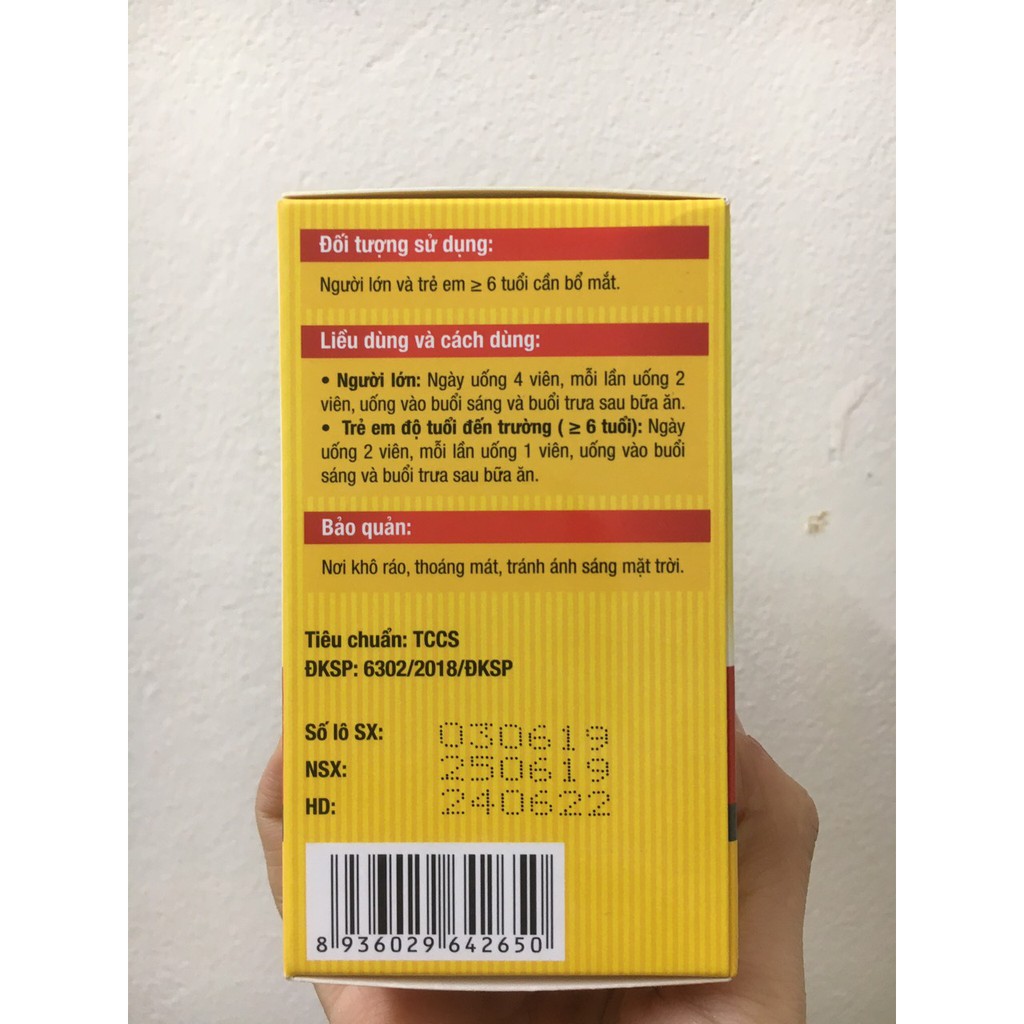 Đối tượng sử dụng:
Người lớn và trẻ em ≥ 6 tuổi cần bổ mắt.
Liều dùng và cách dùng:
• Người lớn: Ngày uống 4 viên, mỗi lần uống 2
viên, uống vào buổi sáng và buổi trưa sau bữa ăn.
• Trẻ em độ tuổi đến trường ( ≥ 6 tuổi): Ngày
uống 2 viên, mỗi lần uống 1 viên, uống vào buổi
sáng và buổi trưa sau bữa ăn.
Bảo quản:
Nơi khô ráo, thoáng mát, tránh ánh sáng mặt trời.
Tiêu chuẩn: TCCS
ĐKSP: 6302/2018/ĐKSP
Số lô SX: 030619
NSX: 250619
HD: 240622
8 936029 642650